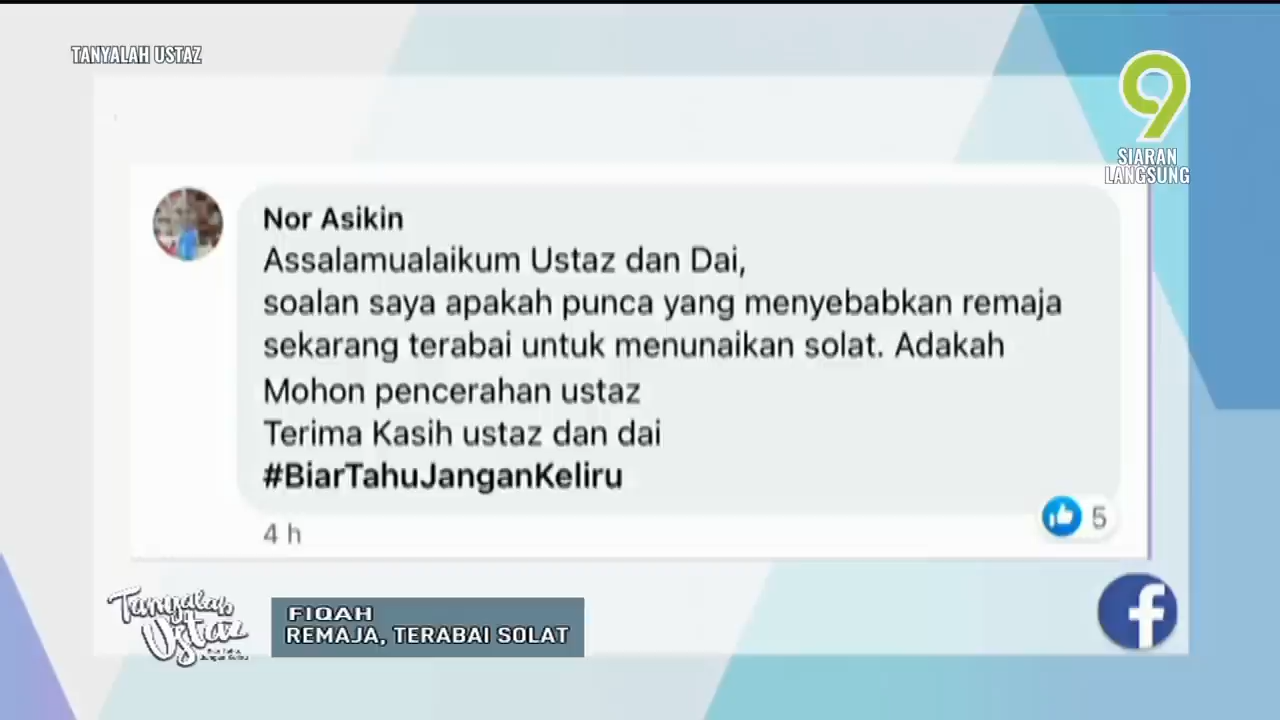 TANYALAH USTAZ
9
SIARAN
LANGSUNG
Nor Asikin
Assalamualaikum Ustaz dan Dai,
soalan saya apakah punca yang menyebabkan remaja
sekarang terabai untuk menunaikan solat. Adakah
Mohon pencerahan ustaz
Terima Kasih ustaz dan dai
#BiarTahuJanganKeliru
4 h
5
Tanyalah
Ustaz
FIQAH
REMAJA, TERABAI SOLAT
f